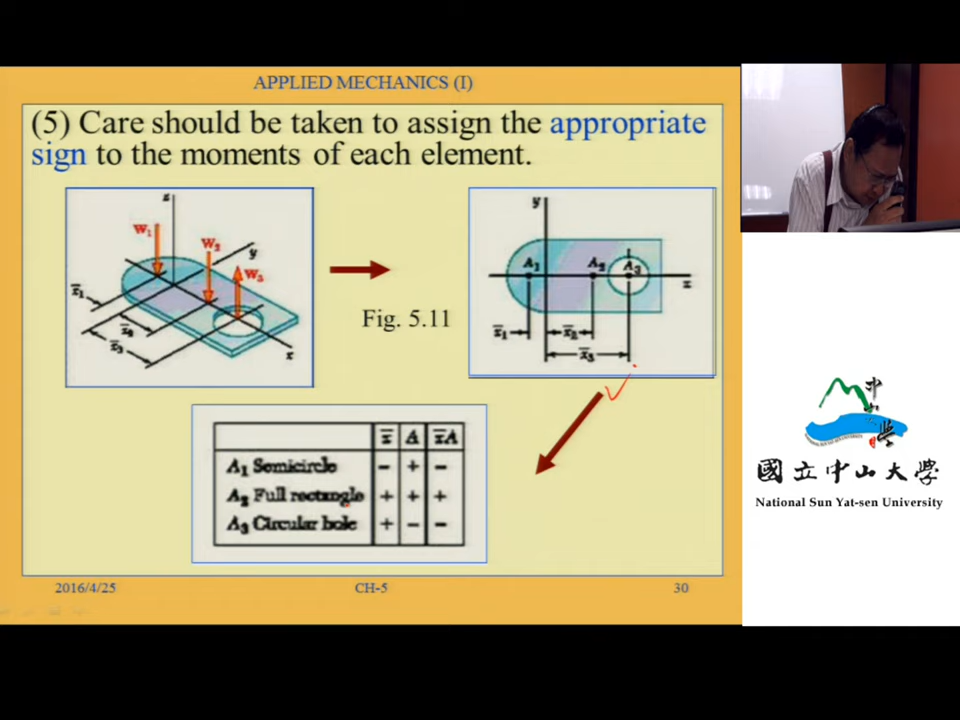 APPLIED MECHANICS (I)
(5) Care should be taken to assign the appropriate
sign to the moments of each element.
z
W₁
W₂
y
W₃
x̄₁
x̄₂
x̄₃
x
Fig. 5.11
y
A₁ A₂ A₃
x
x̄₁ x̄₂
x̄₃
x̄ A x̄A
A₁ Semicircle − + −
A₂ Full rectangle + + +
A₃ Circular hole + − −
2016/4/25 CH-5 30
國立中山大學
National Sun Yat-sen University